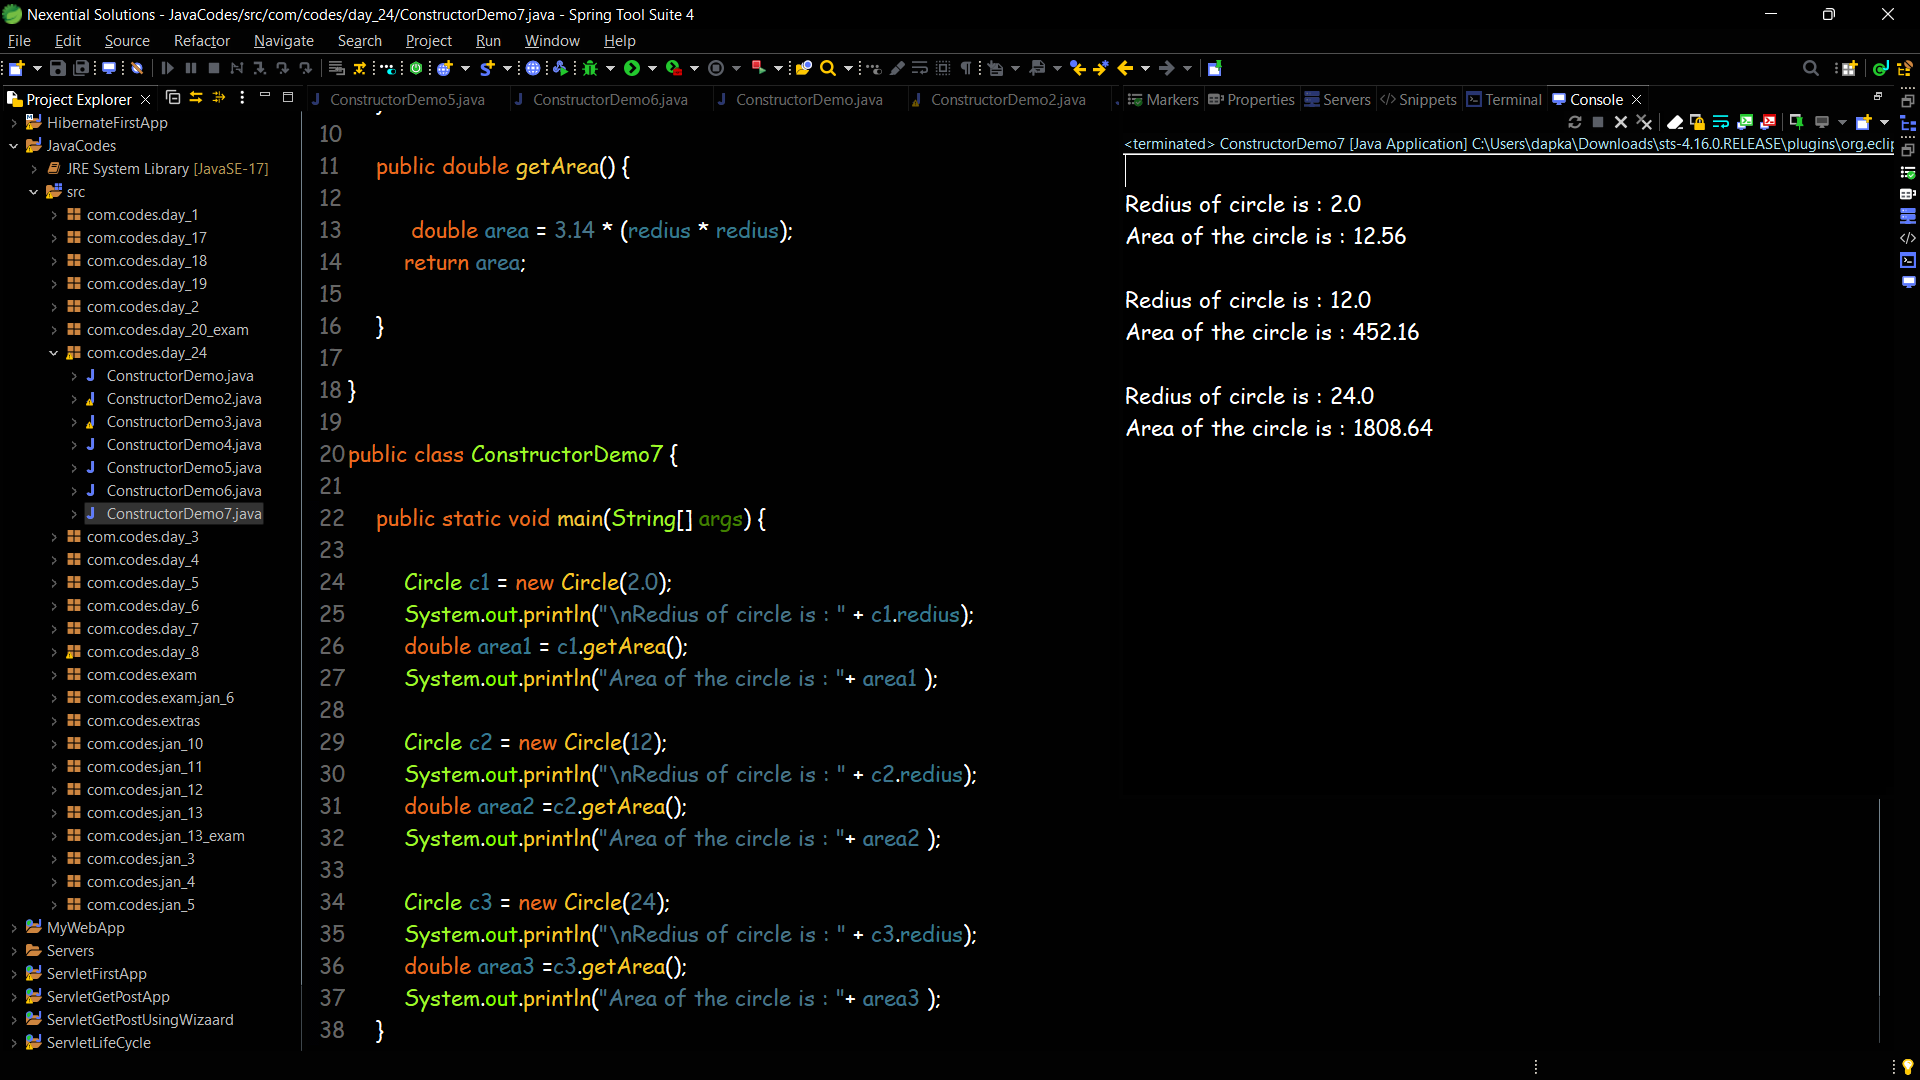 Nexential Solutions - JavaCodes/src/com/codes/day_24/ConstructorDemo7.java - Spring Tool Suite 4
File Edit Source Refactor Navigate Search Project Run Window Help
Project Explorer
HibernateFirstApp
JavaCodes
JRE System Library [JavaSE-17]
src
com.codes.day_1
com.codes.day_17
com.codes.day_18
com.codes.day_19
com.codes.day_2
com.codes.day_20_exam
com.codes.day_24
ConstructorDemo.java
ConstructorDemo2.java
ConstructorDemo3.java
ConstructorDemo4.java
ConstructorDemo5.java
ConstructorDemo6.java
ConstructorDemo7.java
com.codes.day_3
com.codes.day_4
com.codes.day_5
com.codes.day_6
com.codes.day_7
com.codes.day_8
com.codes.exam
com.codes.exam.jan_6
com.codes.extras
com.codes.jan_10
com.codes.jan_11
com.codes.jan_12
com.codes.jan_13
com.codes.jan_13_exam
com.codes.jan_3
com.codes.jan_4
com.codes.jan_5
MyWebApp
Servers
ServletFirstApp
ServletGetPostApp
ServletGetPostUsingWizaard
ServletLifeCycle
ConstructorDemo5.java ConstructorDemo6.java ConstructorDemo.java ConstructorDemo2.java
10
11 public double getArea() {
12
13 double area = 3.14 * (redius * redius);
14 return area;
15
16 }
17
18 }
19
20 public class ConstructorDemo7 {
21
22 public static void main(String[] args) {
23
24 Circle c1 = new Circle(2.0);
25 System.out.println("\nRedius of circle is : " + c1.redius);
26 double area1 = c1.getArea();
27 System.out.println("Area of the circle is : "+ area1 );
28
29 Circle c2 = new Circle(12);
30 System.out.println("\nRedius of circle is : " + c2.redius);
31 double area2 =c2.getArea();
32 System.out.println("Area of the circle is : "+ area2 );
33
34 Circle c3 = new Circle(24);
35 System.out.println("\nRedius of circle is : " + c3.redius);
36 double area3 =c3.getArea();
37 System.out.println("Area of the circle is : "+ area3 );
38 }
Markers Properties Servers Snippets Terminal Console
<terminated> ConstructorDemo7 [Java Application] C:\Users\dapka\Downloads\sts-4.16.0.RELEASE\plugins\org.eclip
Redius of circle is : 2.0
Area of the circle is : 12.56
Redius of circle is : 12.0
Area of the circle is : 452.16
Redius of circle is : 24.0
Area of the circle is : 1808.64